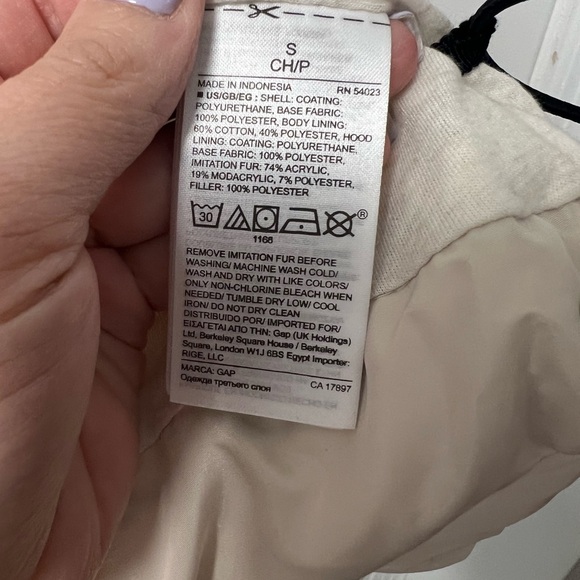 S
CH/P
MADE IN INDONESIA RN 54023
■ US/GB/EG ; SHELL: COATING:
POLYURETHANE, BASE FABRIC:
100% POLYESTER, BODY LINING:
60% COTTON, 40% POLYESTER, HOOD
LINING: COATING: POLYURETHANE,
BASE FABRIC: 100% POLYESTER,
IMITATION FUR: 74% ACRYLIC,
19% MODACRYLIC, 7% POLYESTER,
FILLER: 100% POLYESTER
30 ®
1168
REMOVE IMITATION FUR BEFORE
WASHING/ MACHINE WASH COLD/
WASH AND DRY WITH LIKE COLORS/
ONLY NON-CHLORINE BLEACH WHEN
NEEDED/ TUMBLE DRY LOW/ COOL
IRON/ DO NOT DRY CLEAN
DISTRIBUIDO POR/ IMPORTED FOR/
ΕΙΣΑΓΕΤΑΙ ΑΠΟ ΤΗΝ: Gap (UK Holdings)
Ltd. Berkeley Square House / Berkeley
Square, London W1J 6BS Egypt Importer:
RIGE, LLC
MARCA: GAP
Одежда третьего слоя CA 17897